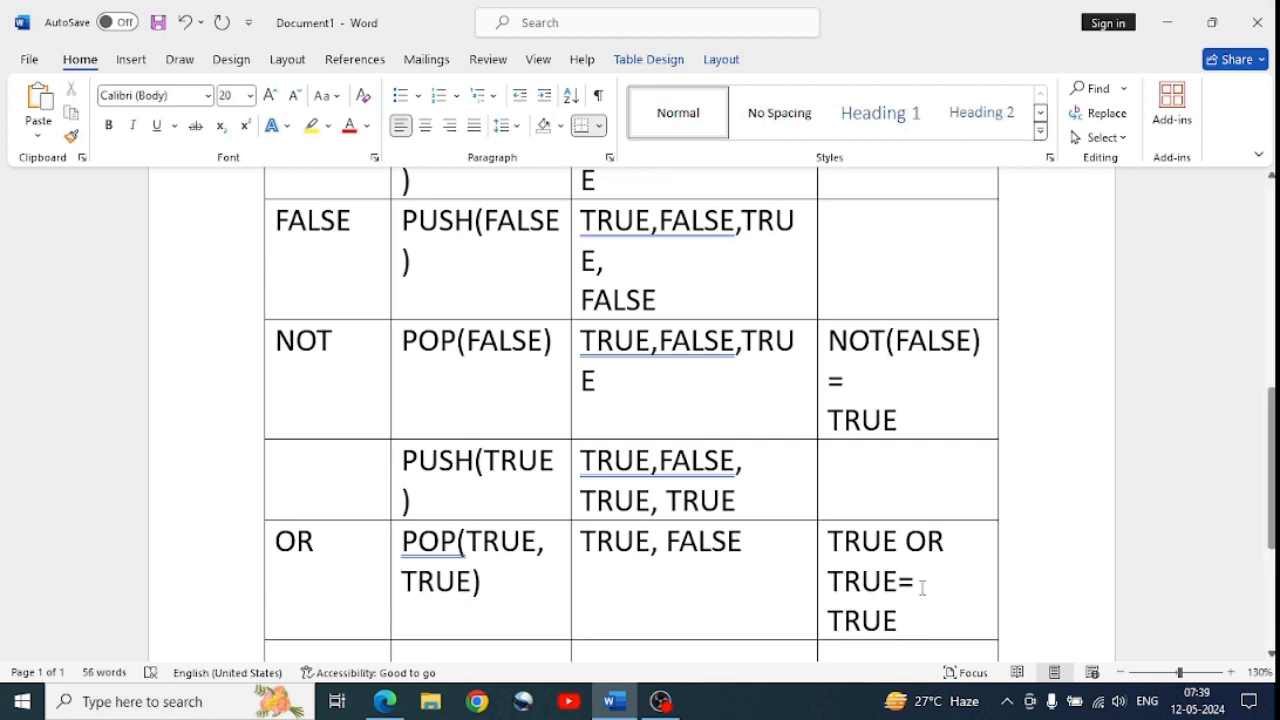 AutoSave Off Document1 - Word Search Sign in
File Home Insert Draw Design Layout References Mailings Review View Help Table Design Layout Share
Paste Calibri (Body) 20 A A Aa A Normal No Spacing Heading 1 Heading 2 Find Replace Select Add-ins
B I U ab x₂ x² A A
Clipboard Font Paragraph Styles Editing Add-ins
) E
FALSE PUSH(FALSE TRUE,FALSE,TRU
) E,
FALSE
NOT POP(FALSE) TRUE,FALSE,TRU NOT(FALSE)
E =
TRUE
PUSH(TRUE TRUE,FALSE,
) TRUE, TRUE
OR POP(TRUE, TRUE, FALSE TRUE OR
TRUE) TRUE=
TRUE
Page 1 of 1 56 words English (United States) Accessibility: Good to go Focus 130%
Type here to search 27°C Haze ENG 07:39
12-05-2024